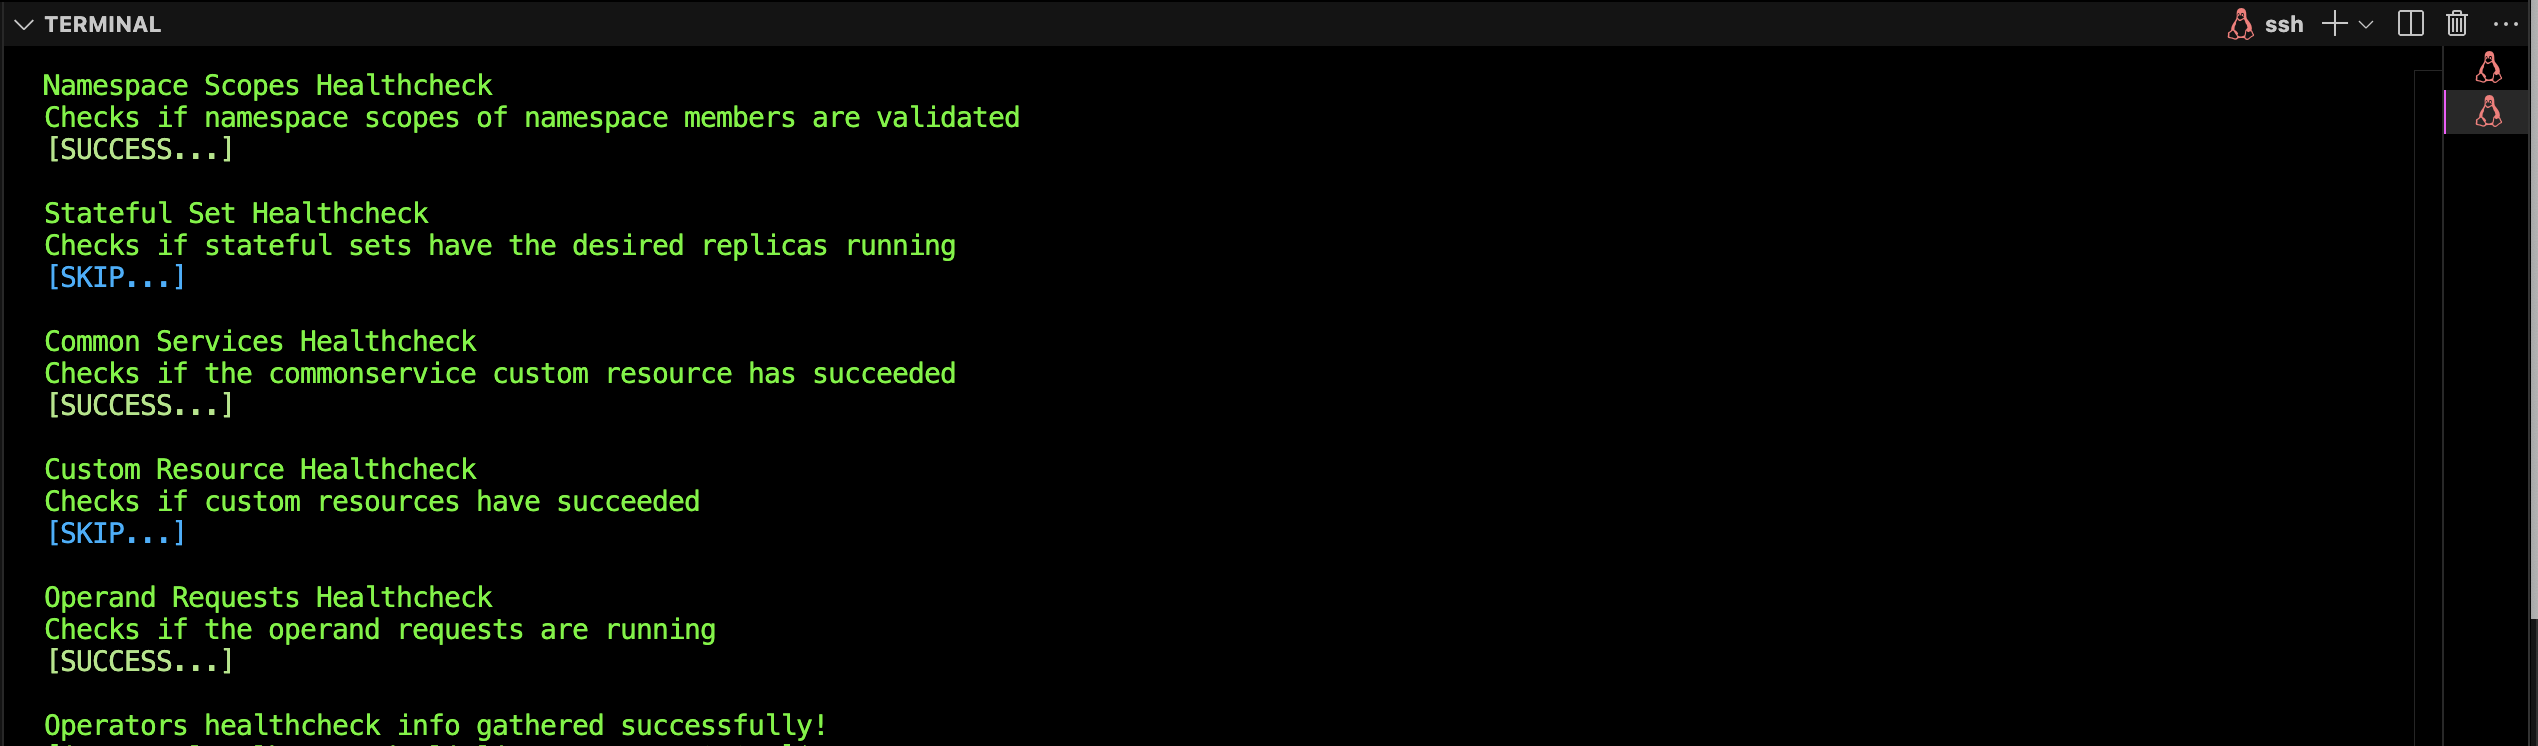 TERMINAL
ssh
Namespace Scopes Healthcheck
Checks if namespace scopes of namespace members are validated
[SUCCESS...]
Stateful Set Healthcheck
Checks if stateful sets have the desired replicas running
[SKIP...]
Common Services Healthcheck
Checks if the commonservice custom resource has succeeded
[SUCCESS...]
Custom Resource Healthcheck
Checks if custom resources have succeeded
[SKIP...]
Operand Requests Healthcheck
Checks if the operand requests are running
[SUCCESS...]
Operators healthcheck info gathered successfully!